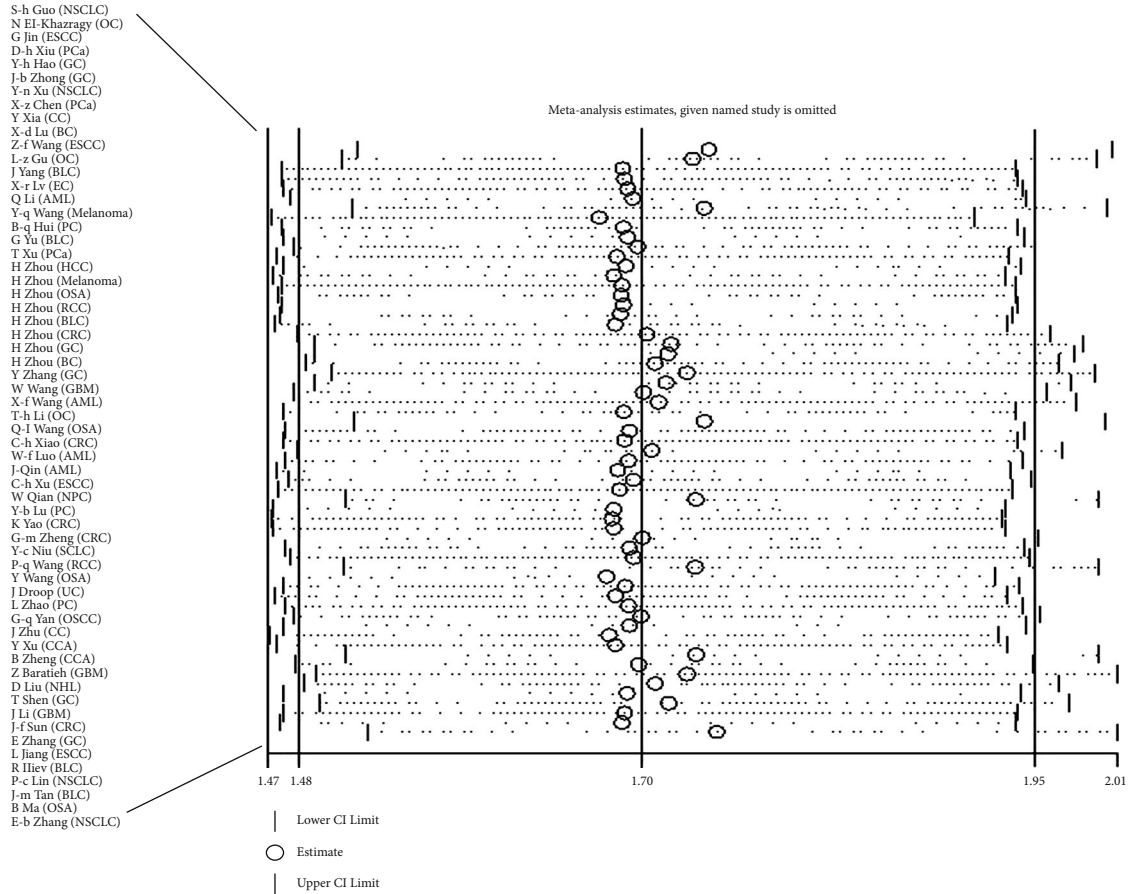 S-h Guo (NSCLC)
N EI-Khazragy (OC)
G Jin (ESCC)
D-h Xiu (PCa)
Y-h Hao (GC)
J-b Zhong (GC)
Y-n Xu (NSCLC)
X-z Chen (PCa)
Y Xia (CC)
X-d Lu (BC)
Z-f Wang (ESCC)
L-z Gu (OC)
J Yang (BLC)
X-r Lv (EC)
Q Li (AML)
Y-q Wang (Melanoma)
B-q Hui (PC)
G Yu (BLC)
T Xu (PCa)
H Zhou (HCC)
H Zhou (Melanoma)
H Zhou (OSA)
H Zhou (RCC)
H Zhou (BLC)
H Zhou (CRC)
H Zhou (GC)
H Zhou (BC)
Y Zhang (GC)
W Wang (GBM)
X-f Wang (AML)
T-h Li (OC)
Q-I Wang (OSA)
C-h Xiao (CRC)
W-f Luo (AML)
J-Qin (AML)
C-h Xu (ESCC)
W Qian (NPC)
Y-b Lu (PC)
K Yao (CRC)
G-m Zheng (CRC)
Y-c Niu (SCLC)
P-q Wang (RCC)
Y Wang (OSA)
J Droop (UC)
L Zhao (PC)
G-q Yan (OSCC)
J Zhu (CC)
Y Xu (CCA)
B Zheng (CCA)
Z Baratieh (GBM)
D Liu (NHL)
T Shen (GC)
J Li (GBM)
J-f Sun (CRC)
E Zhang (GC)
L Jiang (ESCC)
R IIiev (BLC)
P-c Lin (NSCLC)
J-m Tan (BLC)
B Ma (OSA)
E-b Zhang (NSCLC)
Meta-analysis estimates, given named study is omitted
1.47 1.48 1.70 1.95 2.01
Lower CI Limit
Estimate
Upper CI Limit